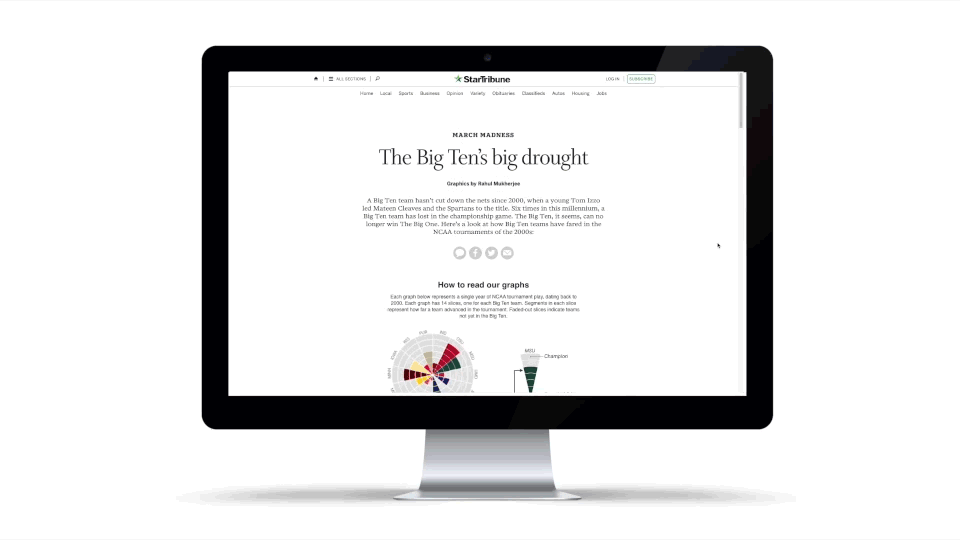 ALL SECTIONS
StarTribune
LOG IN
SUBSCRIBE
Home Local Sports Business Opinion Variety Obituaries Classifieds Autos Housing Jobs
MARCH MADNESS
The Big Ten's big drought
Graphics by Rahul Mukherjee
A Big Ten team hasn't cut down the nets since 2000, when a young Tom Izzo
led Mateen Cleaves and the Spartans to the title. Six times in this millennium, a
Big Ten team has lost in the championship game. The Big Ten, it seems, can no
longer win The Big One. Here's a look at how Big Ten teams have fared in the
NCAA tournaments of the 2000s:
How to read our graphs
Each graph below represents a single year of NCAA tournament play, dating back to
2000. Each graph has 14 slices, one for each Big Ten team. Segments in each slice
represent how far a team advanced in the tournament. Faded-out slices indicate teams
not yet in the Big Ten.
MSU
Champion